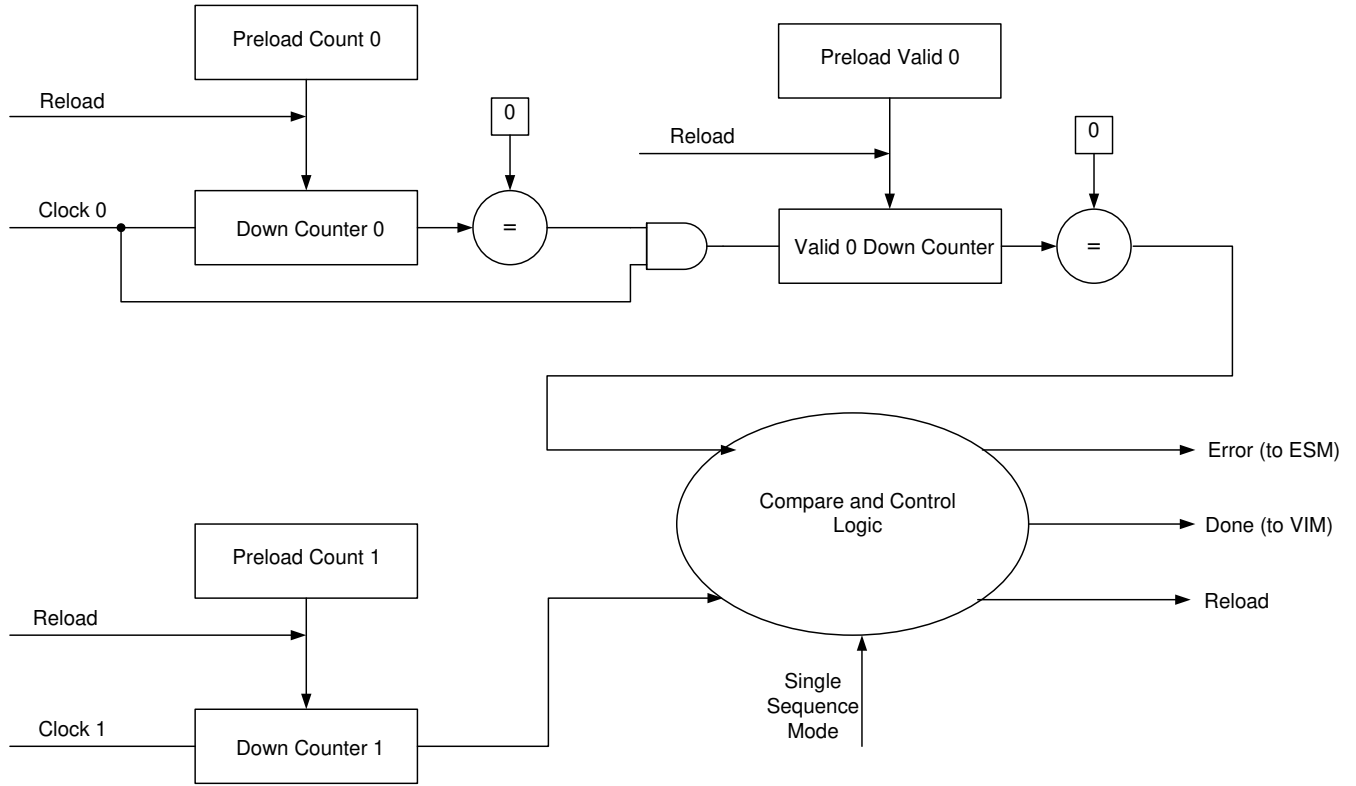 Preload Count 0
Preload Valid 0
Reload
0
0
Reload
Clock 0
Down Counter 0
=
Valid 0 Down Counter
=
Compare and Control
Logic
Error (to ESM)
Done (to VIM)
Reload
Preload Count 1
Reload
Clock 1
Down Counter 1
Single
Sequence
Mode